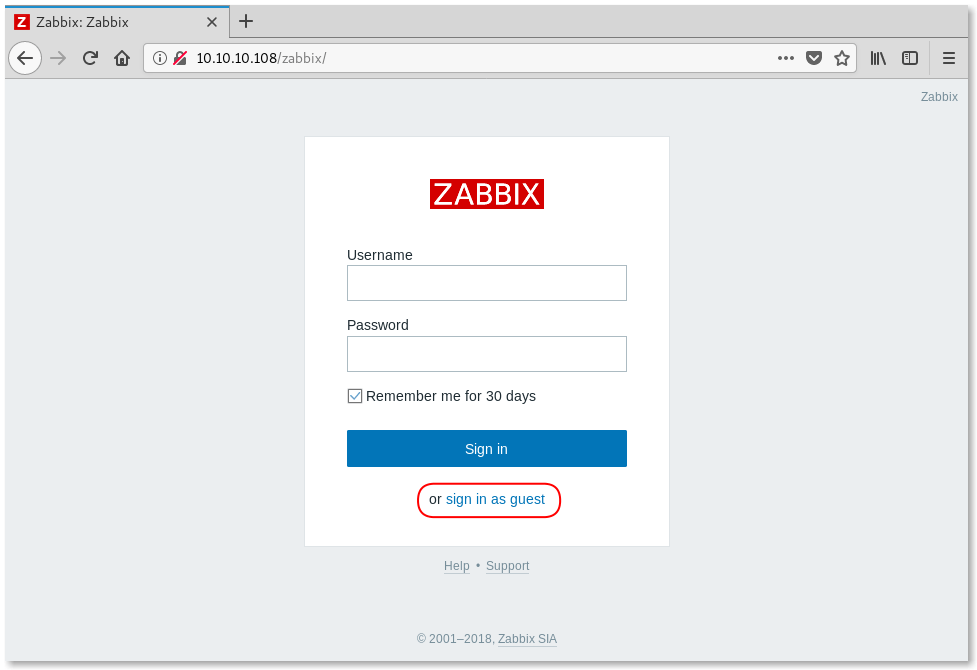 Zabbix: Zabbix
10.10.10.108/zabbix/
Zabbix
ZABBIX
Username
Password
Remember me for 30 days
Sign in
or sign in as guest
Help • Support
© 2001–2018, Zabbix SIA